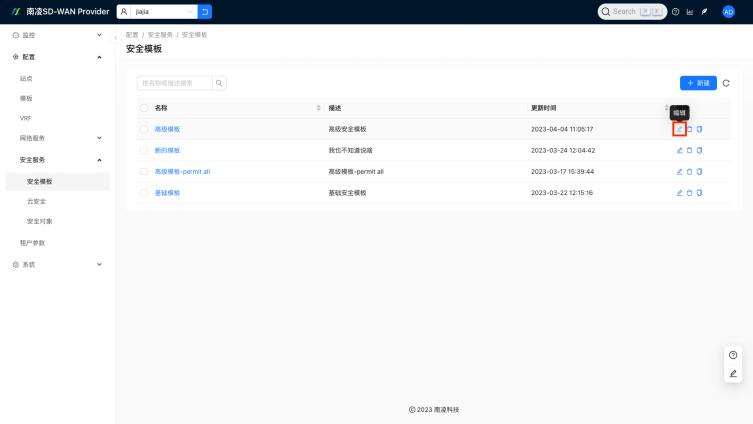 南凌SD-WAN Provider
jiajia
Search
AD
监控
配置
站点
模板
VRF
网络服务
安全服务
安全模板
云安全
安全对象
租户参数
系统
配置 / 安全服务 / 安全模板
安全模板
按名称或描述搜索
+ 新建
名称 描述 更新时间
编辑
高级模板 高级安全模板 2023-04-04 11:05:17
新的模板 我也不知道说啥 2023-03-24 12:04:42
高级模板-permit all 高级模板-permit all 2023-03-17 15:39:44
基础模板 基础安全模板 2023-03-22 12:15:16
© 2023 南凌科技